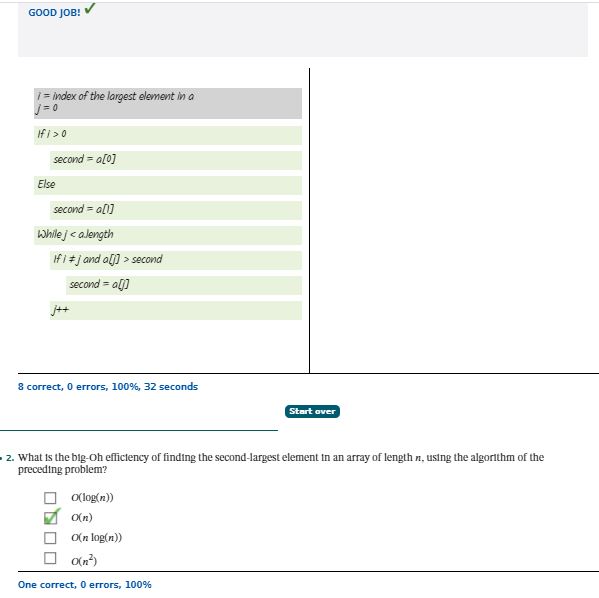 GOOD JOB!
i = index of the largest element in a
j = 0
If i > 0
second = a[0]
Else
second = a[1]
While j < a.length
If i ≠ j and a[j] > second
second = a[j]
j++
8 correct, 0 errors, 100%, 32 seconds
Start over
2. What is the big-Oh efficiency of finding the second-largest element in an array of length n, using the algorithm of the
preceding problem?
O(log(n))
O(n)
O(n log(n))
O(n²)
One correct, 0 errors, 100%